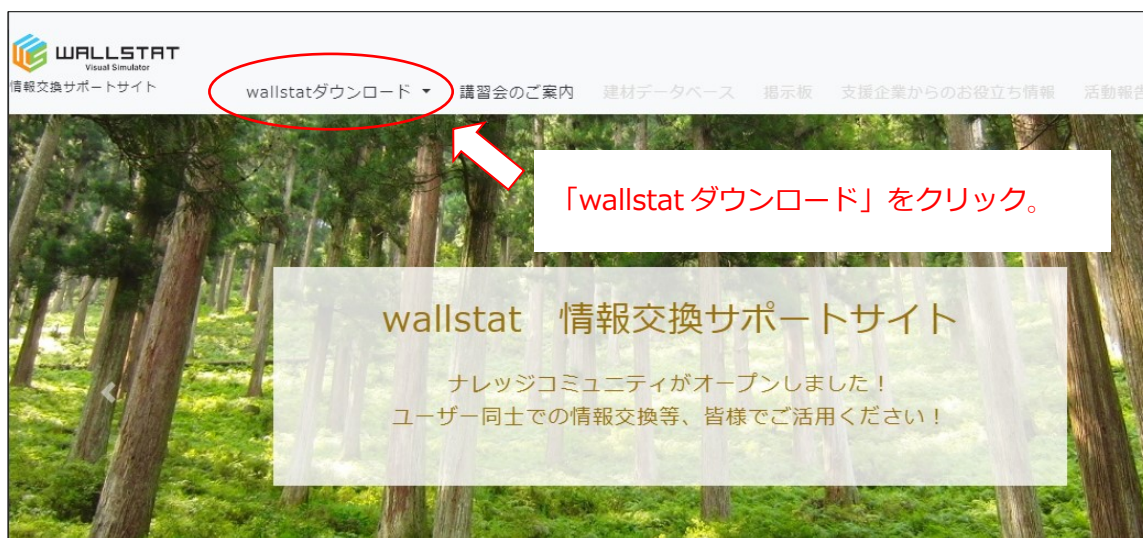 WALLSTAT
Visual Simulator
情報交換サポートサイト
wallstatダウンロード 講習会のご案内 建材データベース 掲示板 支援企業からのお役立ち情報 活動報告
「wallstat ダウンロード」をクリック。
wallstat 情報交換サポートサイト
ナレッジコミュニティがオープンしました！
ユーザー同士での情報交換等、皆様でご活用ください！